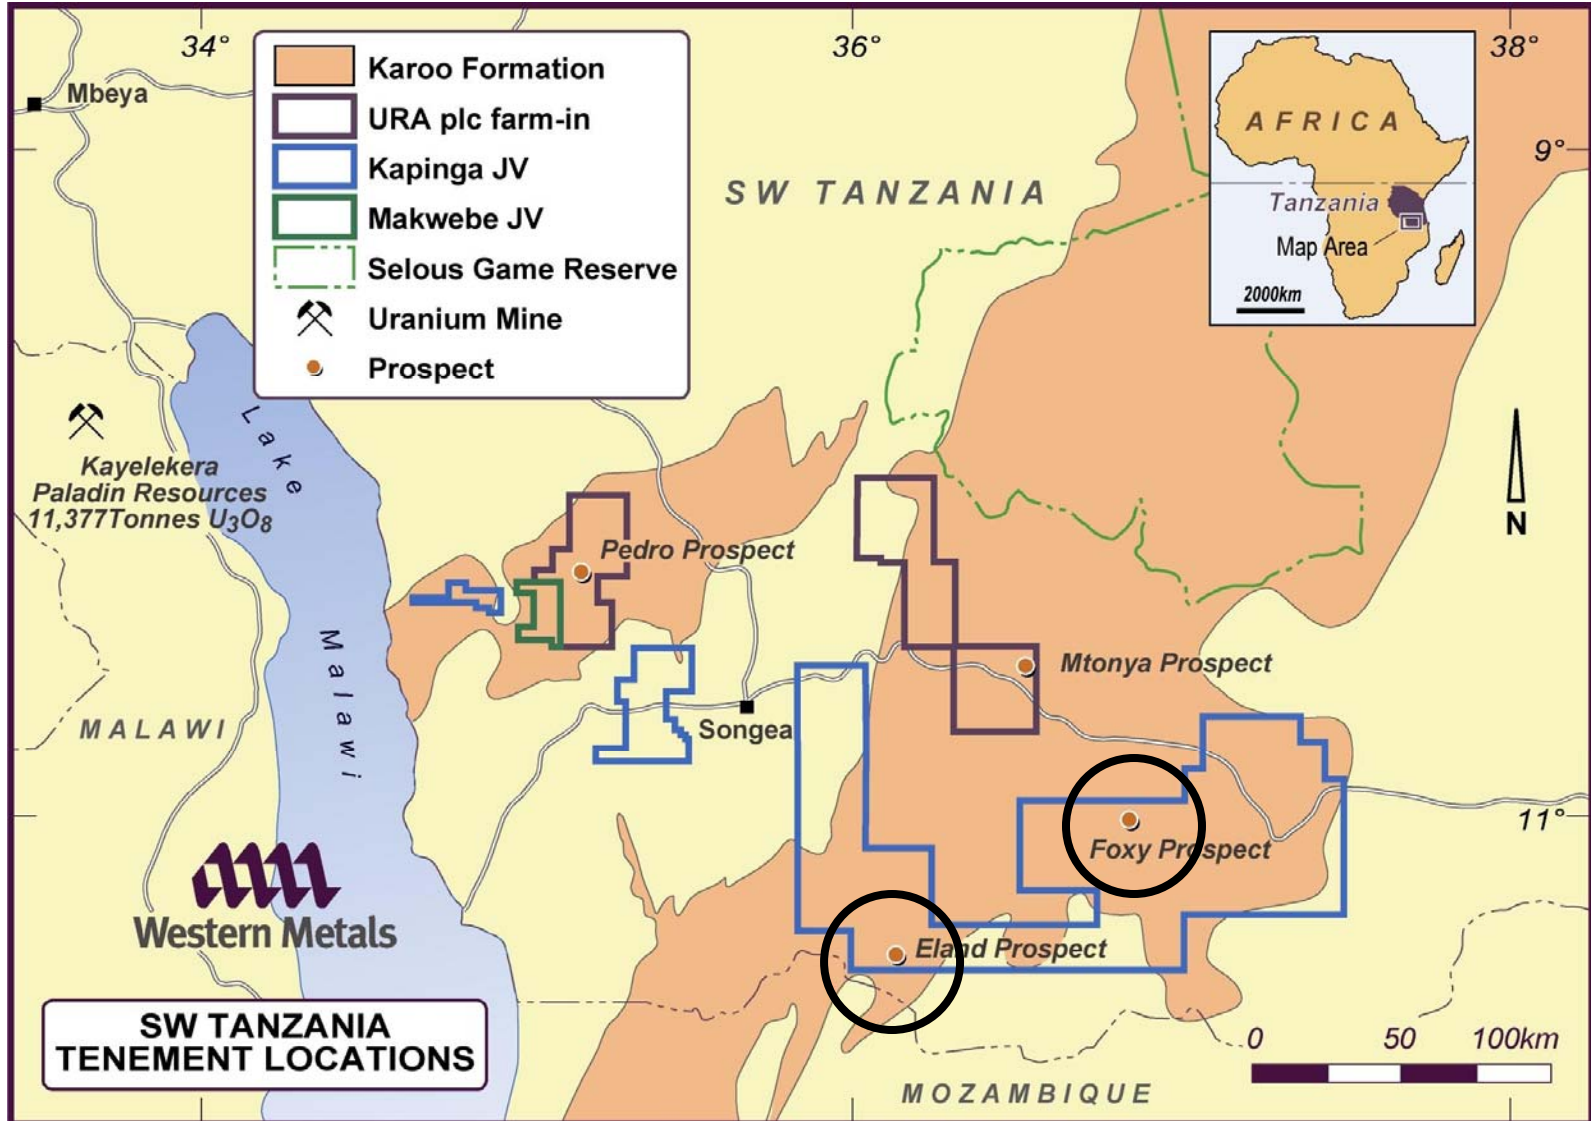 34°
36°
38°
Karoo Formation
URA plc farm-in
Kapinga JV
Makwebe JV
Selous Game Reserve
Uranium Mine
Prospect
Mbeya
SW TANZANIA
AFRICA
Tanzania
Map Area
2000km
9°
Lake
Malawi
Kayelekera
Paladin Resources
11,377Tonnes U₃O₈
N
Pedro Prospect
Mtonya Prospect
MALAWI
Songea
11°
Foxy Prospect
Eland Prospect
Western Metals
SW TANZANIA
TENEMENT LOCATIONS
0 50 100km
MOZAMBIQUE